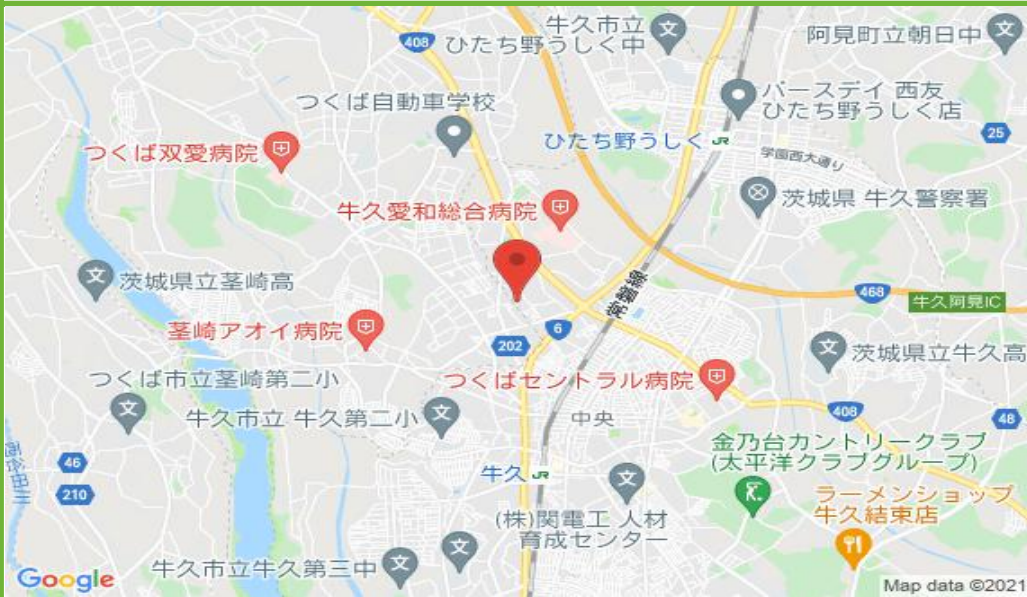 牛久市立
ひたち野うしく中
阿見町立朝日中
408
つくば自動車学校
バースデイ 西友
ひたち野うしく店
25
ひたち野うしく JR
学園西大通り
つくば双愛病院
茨城県 牛久警察署
牛久愛和総合病院
茨城県立茎崎高
常磐線
468
牛久阿見IC
茎崎アオイ病院
6
202
茨城県立牛久高
つくば市立茎崎第二小
つくばセントラル病院
牛久市立 牛久第二小
中央
408
48
金乃台カントリークラブ
(太平洋クラブグループ)
西谷田川
46
210
牛久 JR
ラーメンショップ
牛久結束店
(株)関電工 人材
育成センター
牛久市立牛久第三中
Google
Map data ©2021